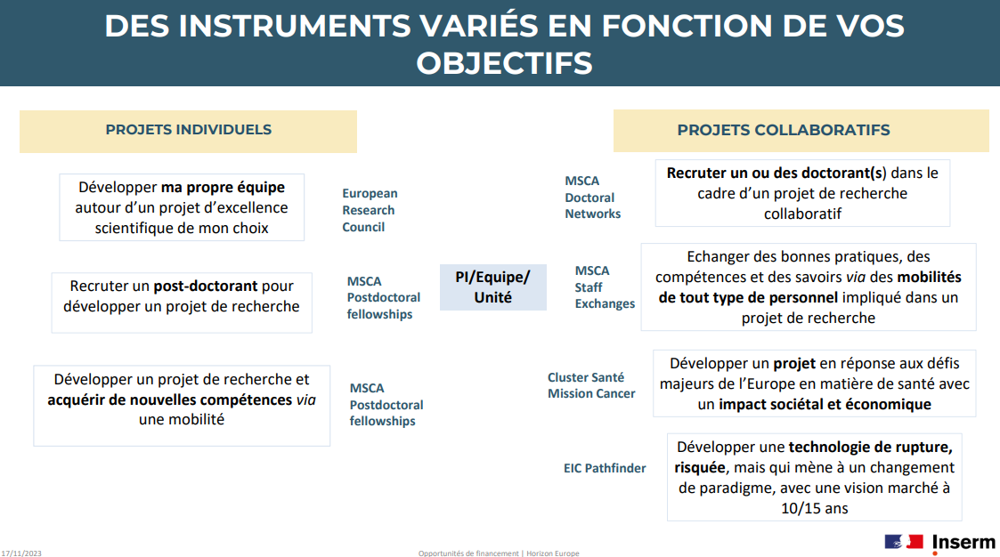 DES INSTRUMENTS VARIÉS EN FONCTION DE VOS
OBJECTIFS
PROJETS INDIVIDUELS
Développer ma propre équipe
autour d’un projet d’excellence
scientifique de mon choix
European
Research
Council
Recruter un post-doctorant pour
développer un projet de recherche
MSCA
Postdoctoral
fellowships
Développer un projet de recherche et
acquérir de nouvelles compétences via
une mobilité
MSCA
Postdoctoral
fellowships
PI/Equipe/
Unité
PROJETS COLLABORATIFS
MSCA
Doctoral
Networks
Recruter un ou des doctorant(s) dans le
cadre d’un projet de recherche
collaboratif
MSCA
Staff
Exchanges
Echanger des bonnes pratiques, des
compétences et des savoirs via des mobilités
de tout type de personnel impliqué dans un
projet de recherche
Cluster Santé
Mission Cancer
Développer un projet en réponse aux défis
majeurs de l’Europe en matière de santé avec
un impact sociétal et économique
EIC Pathfinder
Développer une technologie de rupture,
risquée, mais qui mène à un changement
de paradigme, avec une vision marché à
10/15 ans
17/11/2023
Opportunités de financement | Horizon Europe
Inserm